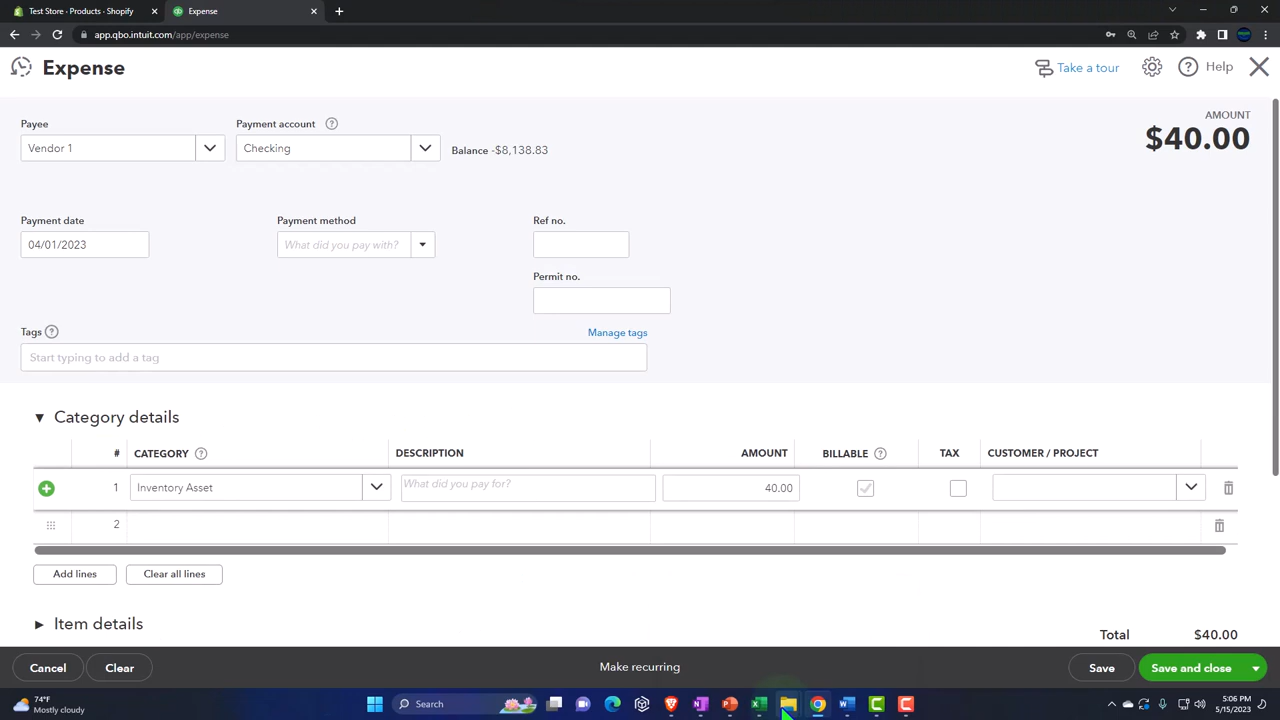 Test Store - Products - Shopify
Expense
app.qbo.intuit.com/app/expense
Expense
Take a tour
Help
Payee
Payment account
AMOUNT
Vendor 1
Checking
Balance -$8,138.83
$40.00
Payment date
Payment method
Ref no.
04/01/2023
What did you pay with?
Permit no.
Tags
Manage tags
Start typing to add a tag
Category details
# CATEGORY DESCRIPTION AMOUNT BILLABLE TAX CUSTOMER / PROJECT
1 Inventory Asset What did you pay for? 40.00
2
Add lines
Clear all lines
Item details
Total $40.00
Cancel
Clear
Make recurring
Save
Save and close
74°F
Mostly cloudy
Search
5:06 PM
5/15/2023